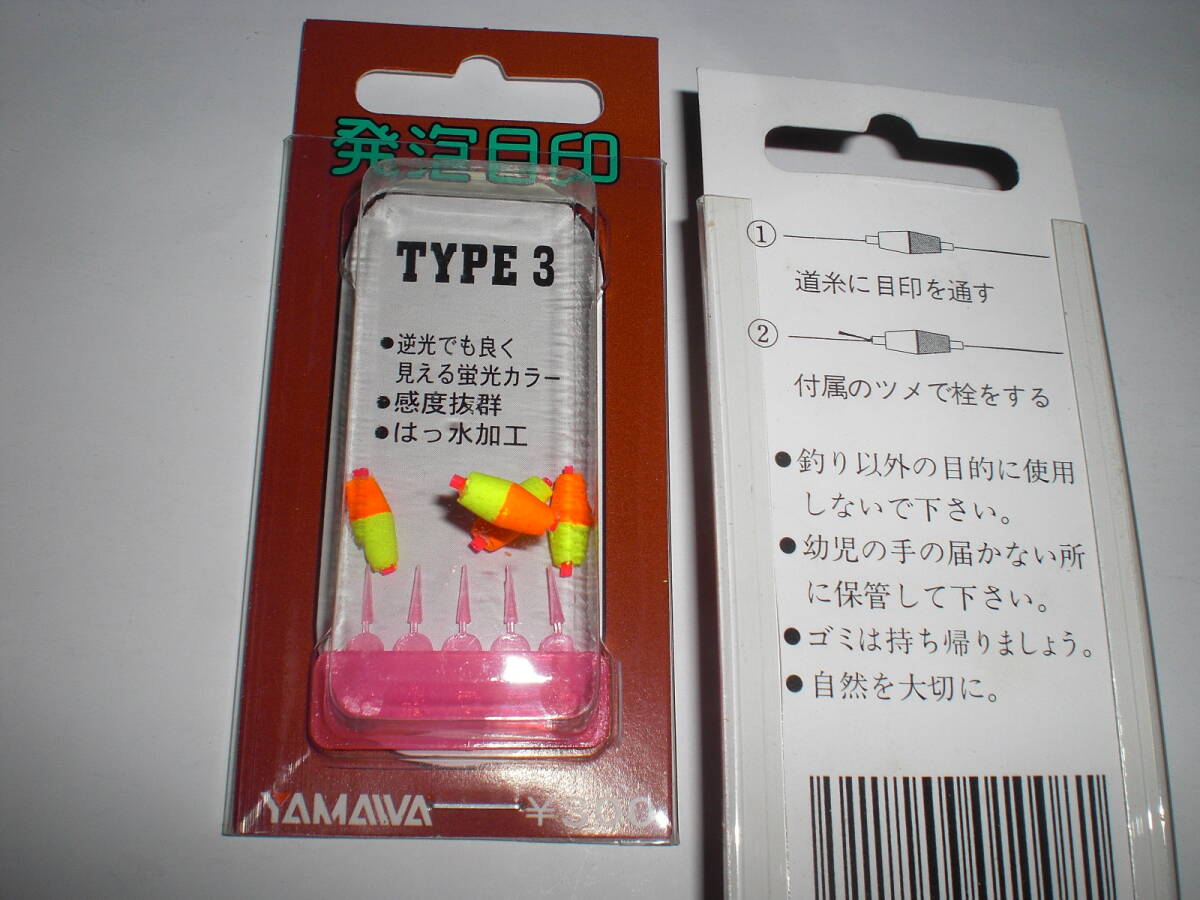 発泡目印
TYPE 3
●逆光でも良く
見える蛍光カラー
●感度抜群
●はっ水加工
YAMAWA ¥300
①
道糸に目印を通す
②
付属のツメで栓をする
●釣り以外の目的に使用
しないで下さい。
●幼児の手の届かない所
に保管して下さい。
●ゴミは持ち帰りましょう。
●自然を大切に。